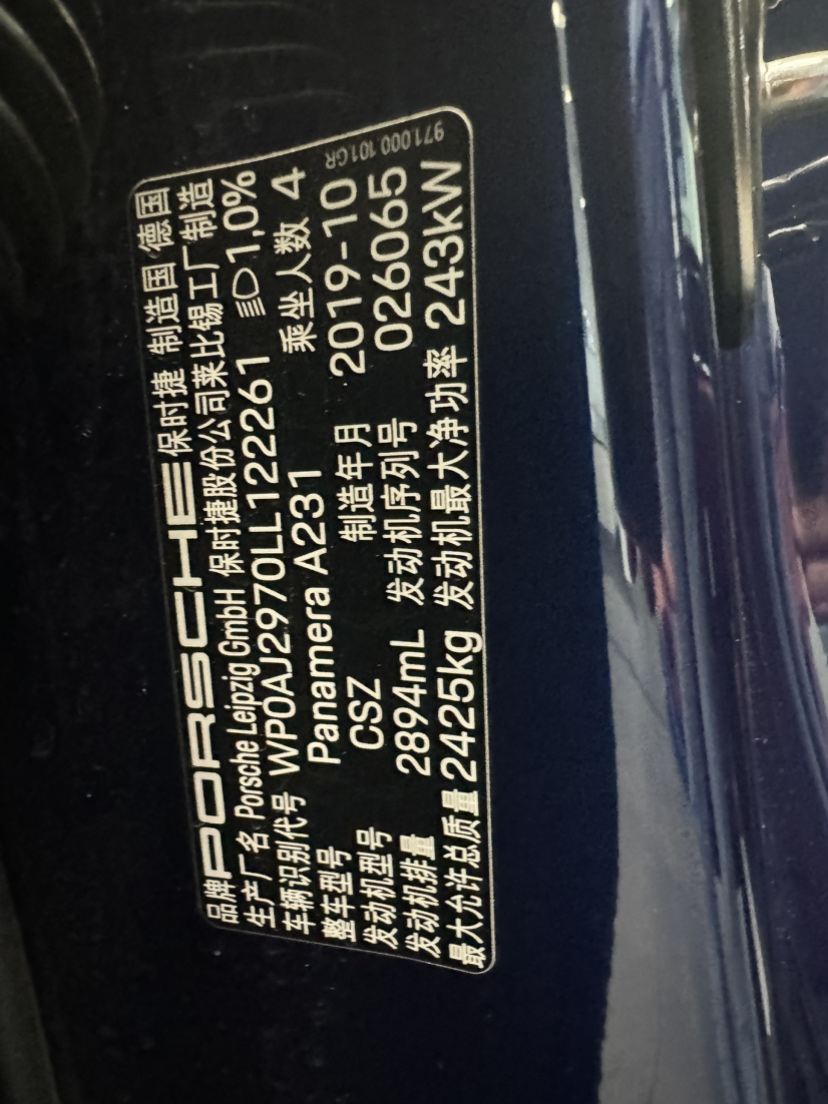 品牌 PORSCHE 保时捷 制造国 德国
生产厂名 Porsche Leipzig GmbH 保时捷股份公司莱比锡工厂制造
车辆识别代号 WP0AJ2970LL122261 1,0%
整车型号 Panamera A231 乘坐人数 4
发动机型号 CSZ 制造年月 2019-10
发动机排量 2894mL 发动机序列号 026065
最大允许总质量 2425kg 发动机最大净功率 243kW
971.000.101.GR